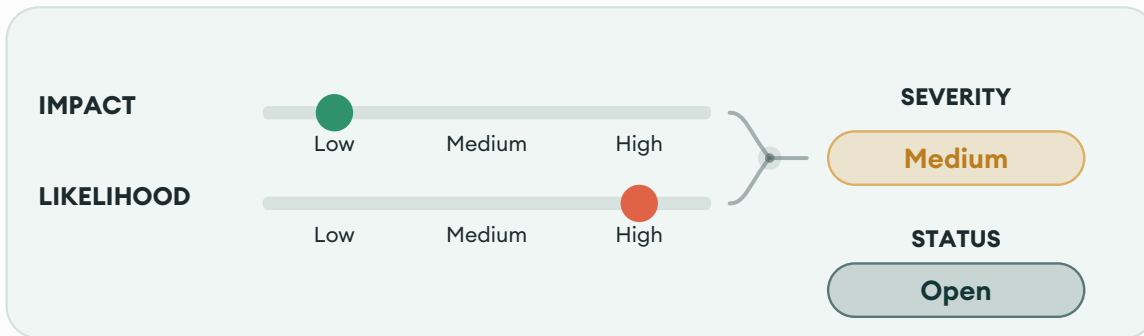 IMPACT
Low Medium High
LIKELIHOOD
Low Medium High
SEVERITY
Medium
STATUS
Open